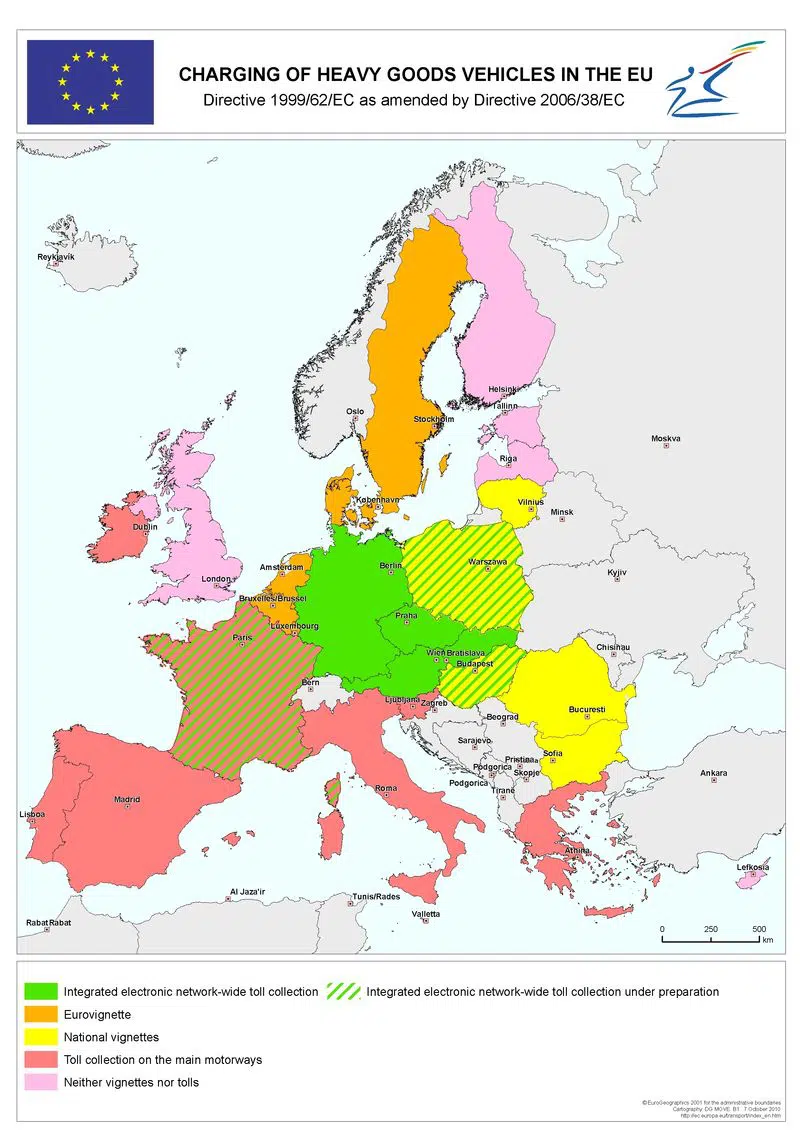 CHARGING OF HEAVY GOODS VEHICLES IN THE EU
Directive 1999/62/EC as amended by Directive 2006/38/EC
Reykjavik
Helsinki
Tallinn
Oslo
Stockholm
Moskva
Riga
København
Vilnius
Minsk
Dublin
Amsterdam
Berlin
Warszawa
London
Kyjiv
Bruxelles/Brussel
Luxembourg
Praha
Paris
Wien
Bratislava
Chisinau
Budapest
Bern
Ljubljana
Zagreb
Bucuresti
Beograd
Sarajevo
Sofia
Pristina
Podgorica
Skopje
Ankara
Podgorica
Tirane
Roma
Madrid
Lisboa
Athina
Lefkosia
Al Jaza'ir
Tunis/Rades
Valletta
Rabat
Rabat
0 250 500
km
Integrated electronic network-wide toll collection
Integrated electronic network-wide toll collection under preparation
Eurovignette
National vignettes
Toll collection on the main motorways
Neither vignettes nor tolls
©EuroGeographics 2001 for the administrative boundaries
Cartography: DG MOVE. B1. 7 October 2010
http://ec.europa.eu/transport/index_en.htm